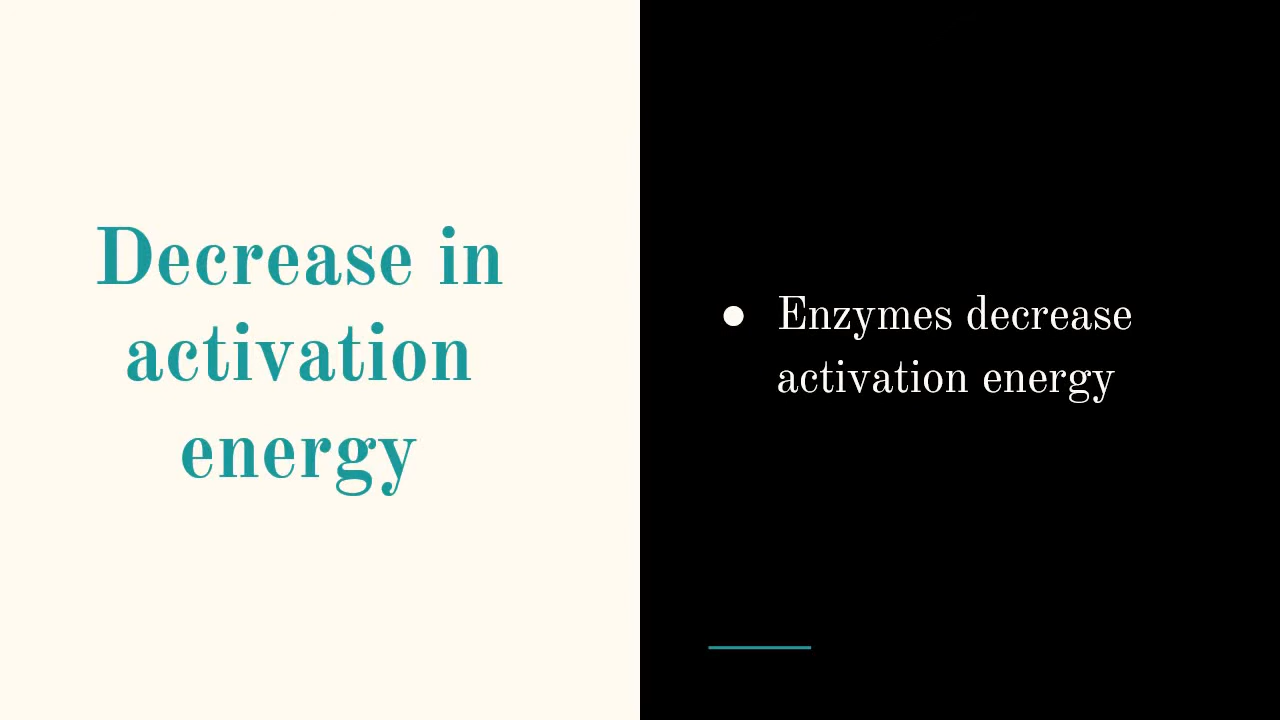 Decrease in
activation
energy
● Enzymes decrease
activation energy